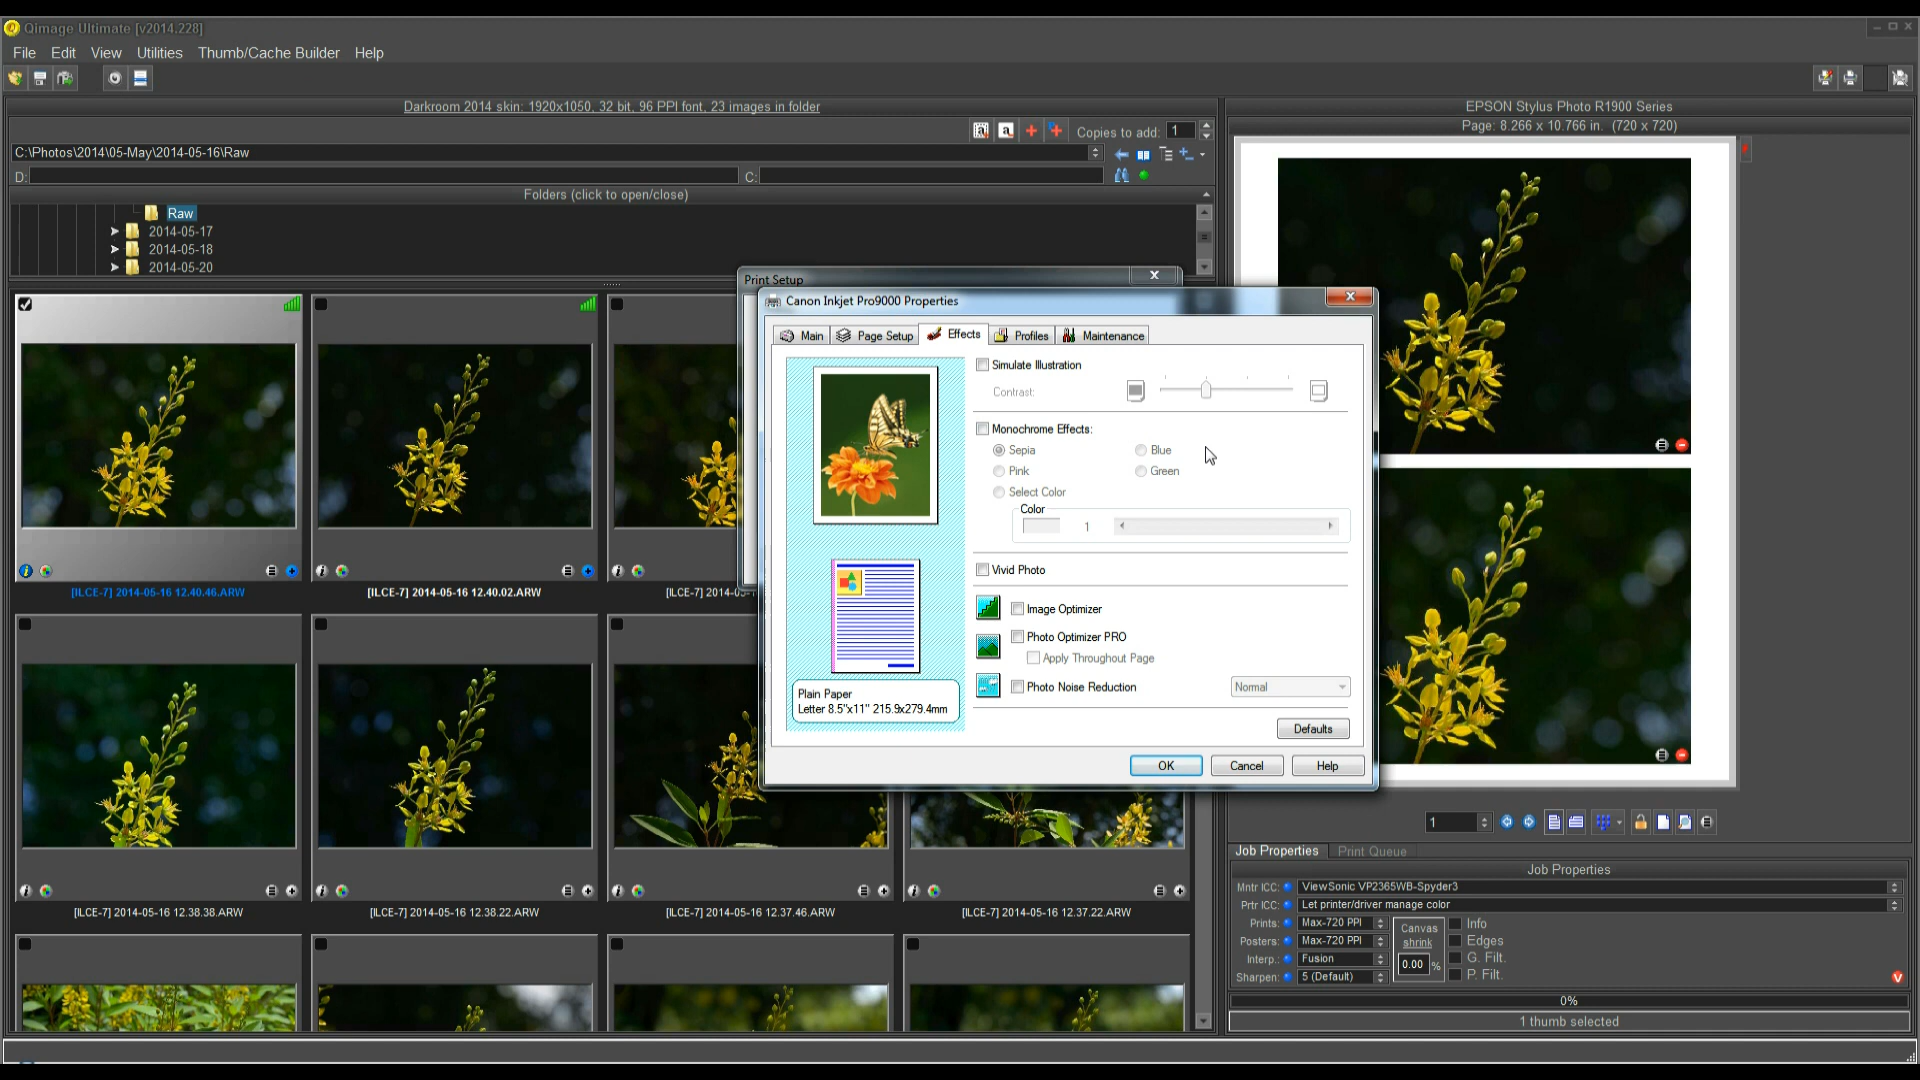 Qimage Ultimate [v2014.228]
File Edit View Utilities Thumb/Cache Builder Help
Darkroom 2014 skin: 1920x1050, 32 bit, 96 PPI font, 23 images in folder
EPSON Stylus Photo R1900 Series
Page: 8.266 x 10.766 in. (720 x 720)
Copies to add: 1
C:\Photos\2014\05-May\2014-05-16\Raw
D:
C:
Folders (click to open/close)
Raw
2014-05-17
2014-05-18
2014-05-20
Print Setup
Canon Inkjet Pro9000 Properties
Main Page Setup Effects Profiles Maintenance
Simulate Illustration
Contrast:
Monochrome Effects:
Sepia Blue
Pink Green
Select Color
Color
1
Vivid Photo
Image Optimizer
Photo Optimizer PRO
Apply Throughout Page
Photo Noise Reduction Normal
Plain Paper
Letter 8.5"x11" 215.9x279.4mm
Defaults
OK Cancel Help
[ILCE-7] 2014-05-16 12.40.46.ARW
[ILCE-7] 2014-05-16 12.40.02.ARW
[ILCE-7] 2014-05-1
[ILCE-7] 2014-05-16 12.38.38.ARW
[ILCE-7] 2014-05-16 12.38.22.ARW
[ILCE-7] 2014-05-16 12.37.46.ARW
[ILCE-7] 2014-05-16 12.37.22.ARW
1
Job Properties Print Queue
Job Properties
Mntr ICC: ViewSonic VP2365WB-Spyder3
Prtr ICC: Let printer/driver manage color
Prints: Max-720 PPI
Posters: Max-720 PPI
Interp.: Fusion
Sharpen: 5 (Default)
Canvas
shrink
0.00 %
Info
Edges
G. Filt.
P. Filt.
0%
1 thumb selected